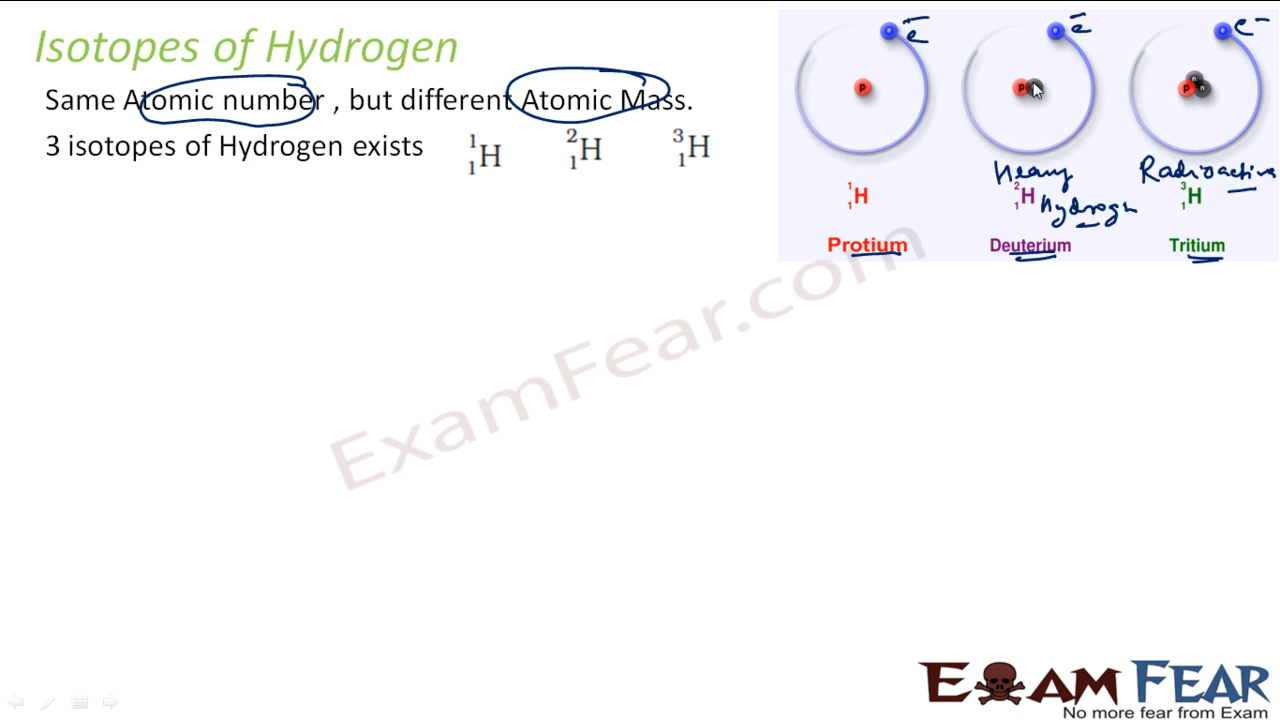 Isotopes of Hydrogen
Same Atomic number , but different Atomic Mass.
3 isotopes of Hydrogen exists
¹₁H ²₁H ³₁H
e⁻ e⁻ e⁻
p p n p n n
Heavy Hydrogen
Radioactive
¹₁H ²₁H ³₁H
Protium Deuterium Tritium
ExamFear.com
EXAM FEAR
No more fear from Exam